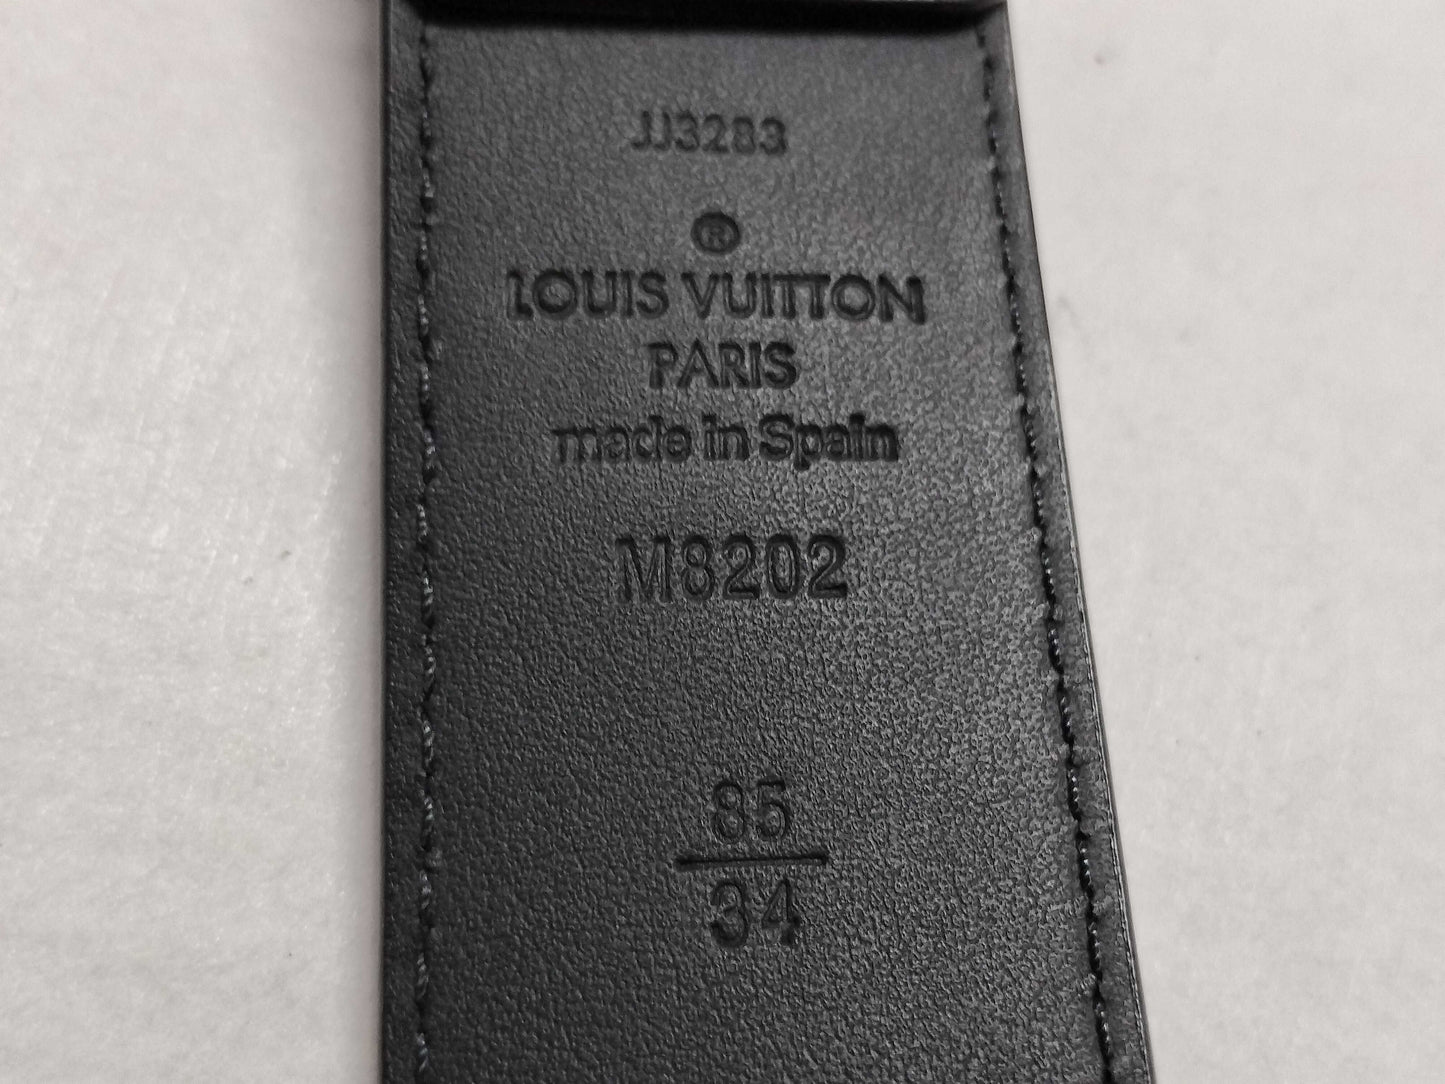 JJ3283
®
LOUIS VUITTON
PARIS
made in Spain
M8202
85
34